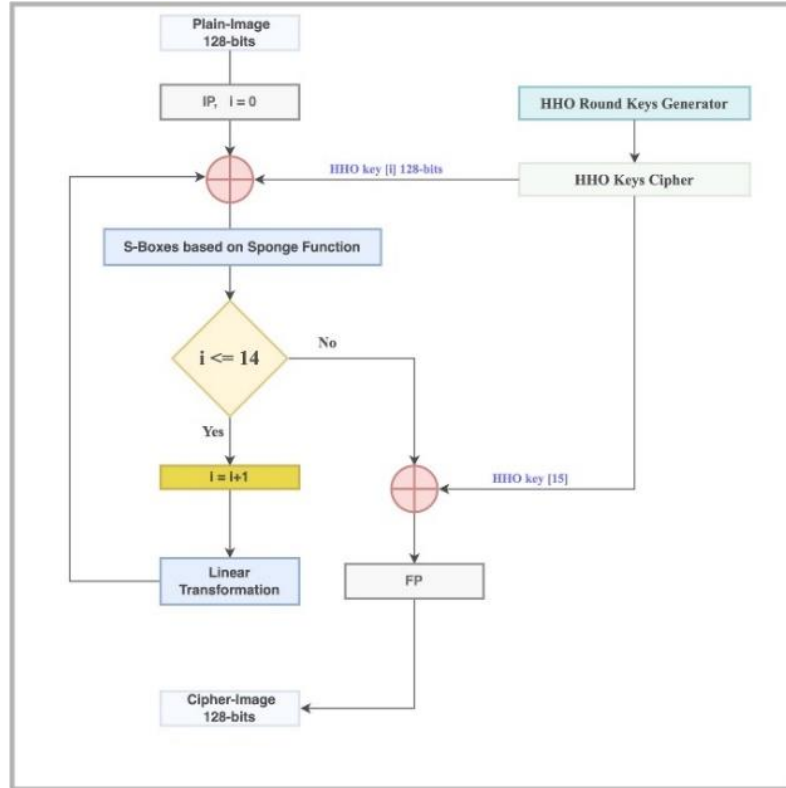 Plain-Image
128-bits
IP, i = 0
HHO Round Keys Generator
HHO key [i] 128-bits
HHO Keys Cipher
S-Boxes based on Sponge Function
i <= 14
No
Yes
i = i+1
HHO key [15]
Linear
Transformation
FP
Cipher-Image
128-bits